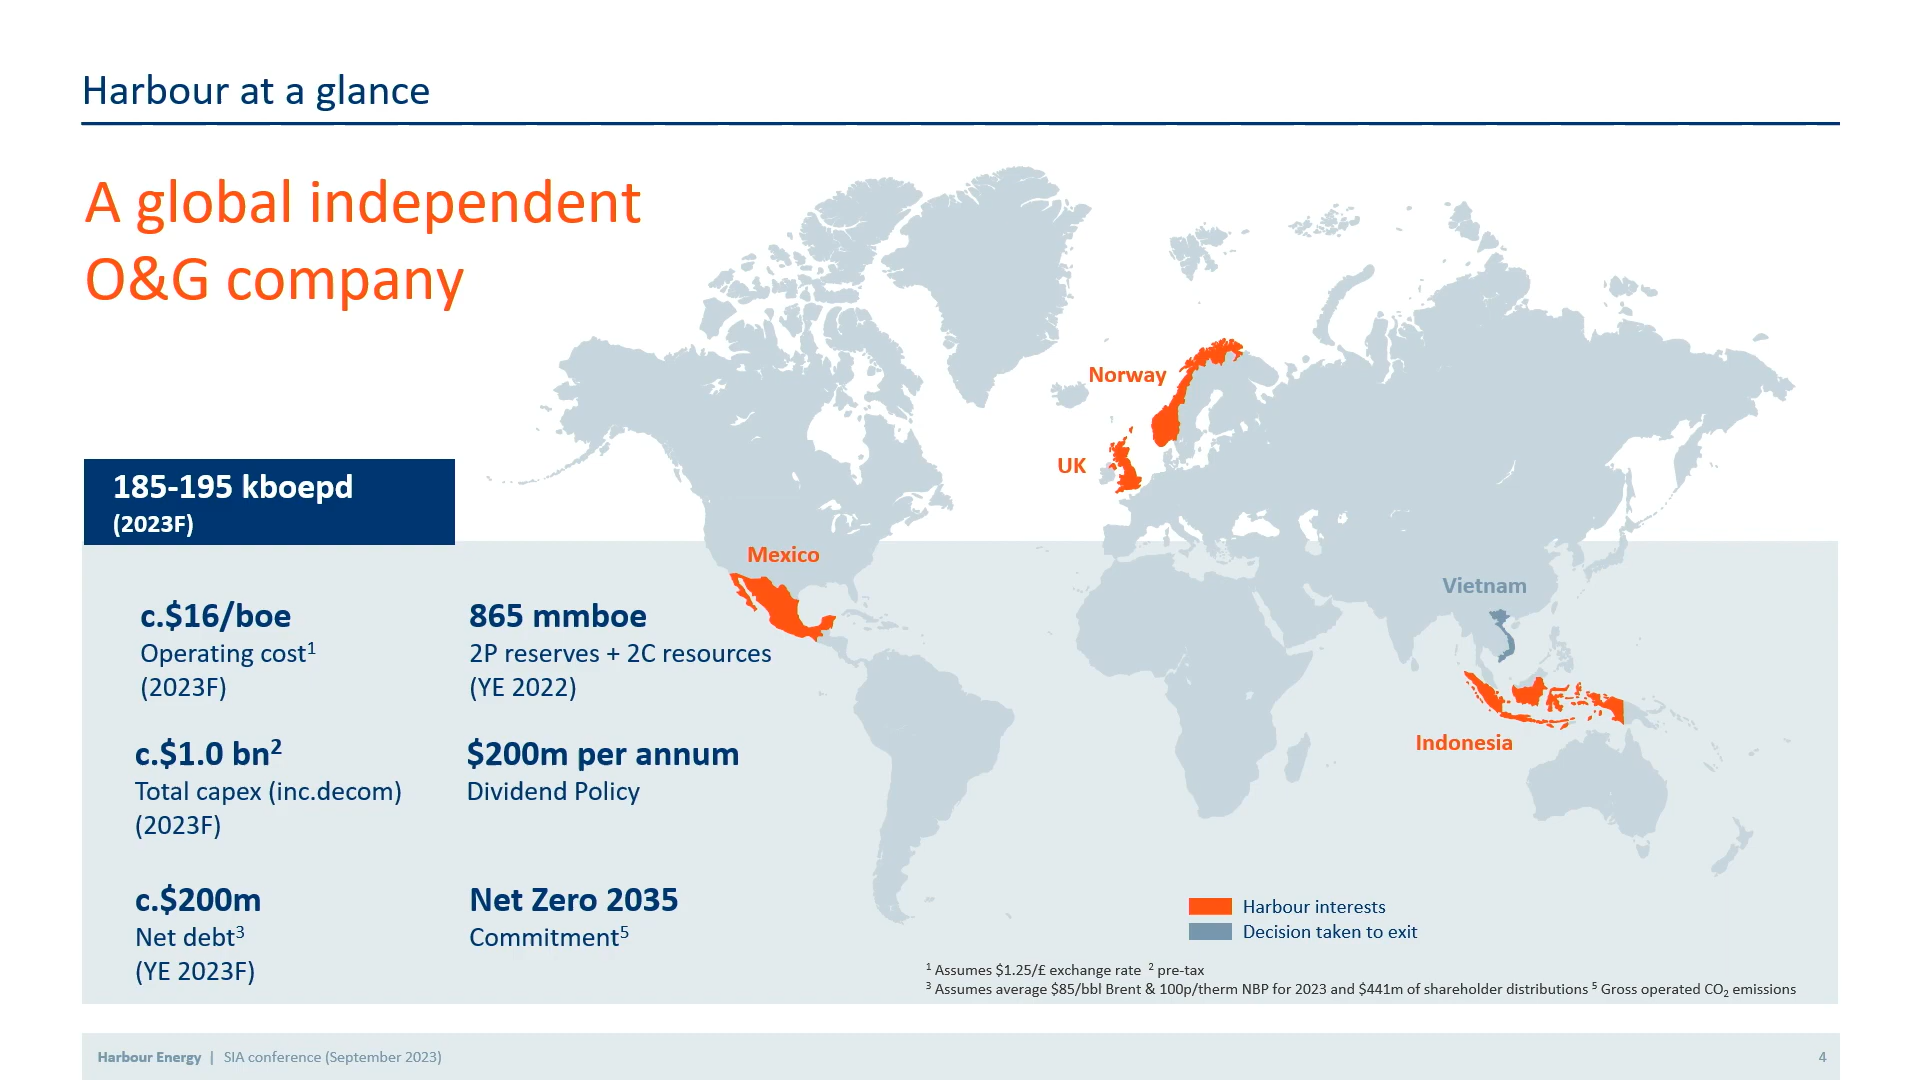 Harbour at a glance
A global independent
O&G company
185-195 kboepd
(2023F)
c.$16/boe
Operating cost¹
(2023F)
865 mmboe
2P reserves + 2C resources
(YE 2022)
c.$1.0 bn²
Total capex (inc.decom)
(2023F)
$200m per annum
Dividend Policy
c.$200m
Net debt³
(YE 2023F)
Net Zero 2035
Commitment⁵
Norway
UK
Mexico
Vietnam
Indonesia
Harbour interests
Decision taken to exit
¹ Assumes $1.25/£ exchange rate ² pre-tax
³ Assumes average $85/bbl Brent & 100p/therm NBP for 2023 and $441m of shareholder distributions ⁵ Gross operated CO₂ emissions
Harbour Energy | SIA conference (September 2023)
4